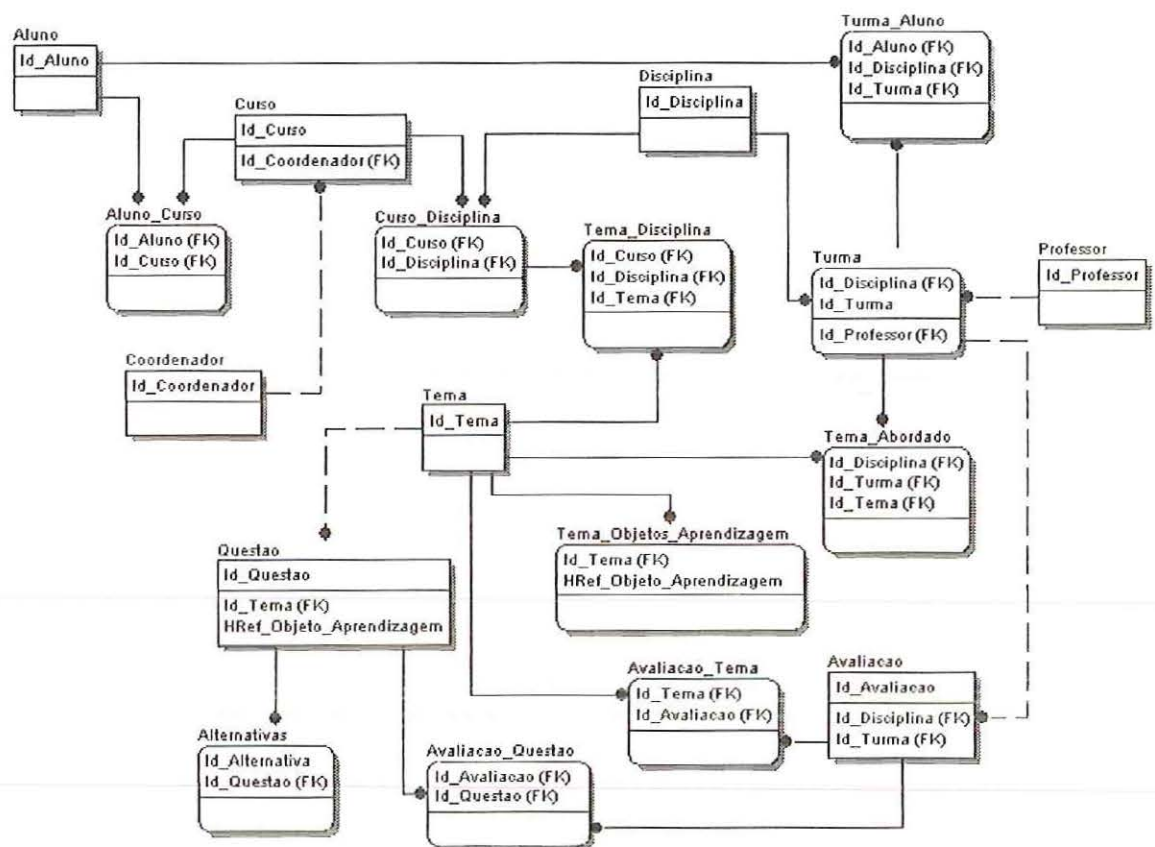 Aluno
Id_Aluno
Turma_Aluno
Id_Aluno (FK)
Id_Disciplina (FK)
Id_Turma (FK)
Disciplina
Id_Disciplina
Curso
Id_Curso
Id_Coordenador (FK)
Aluno_Curso
Id_Aluno (FK)
Id_Curso (FK)
Curso_Disciplina
Id_Curso (FK)
Id_Disciplina (FK)
Tema_Disciplina
Id_Curso (FK)
Id_Disciplina (FK)
Id_Tema (FK)
Turma
Id_Disciplina (FK)
Id_Turma
Id_Professor (FK)
Professor
Id_Professor
Coordenador
Id_Coordenador
Tema
Id_Tema
Tema_Abordado
Id_Disciplina (FK)
Id_Turma (FK)
Id_Tema (FK)
Questao
Id_Questao
Id_Tema (FK)
HRef_Objeto_Aprendizagem
Tema_Objetos_Aprendizagem
Id_Tema (FK)
HRef_Objeto_Aprendizagem
Avaliacao_Tema
Id_Tema (FK)
Id_Avaliacao (FK)
Avaliacao
Id_Avaliacao
Id_Disciplina (FK)
Id_Turma (FK)
Alternativas
Id_Alternativa
Id_Questao (FK)
Avaliacao_Questao
Id_Avaliacao (FK)
Id_Questao (FK)